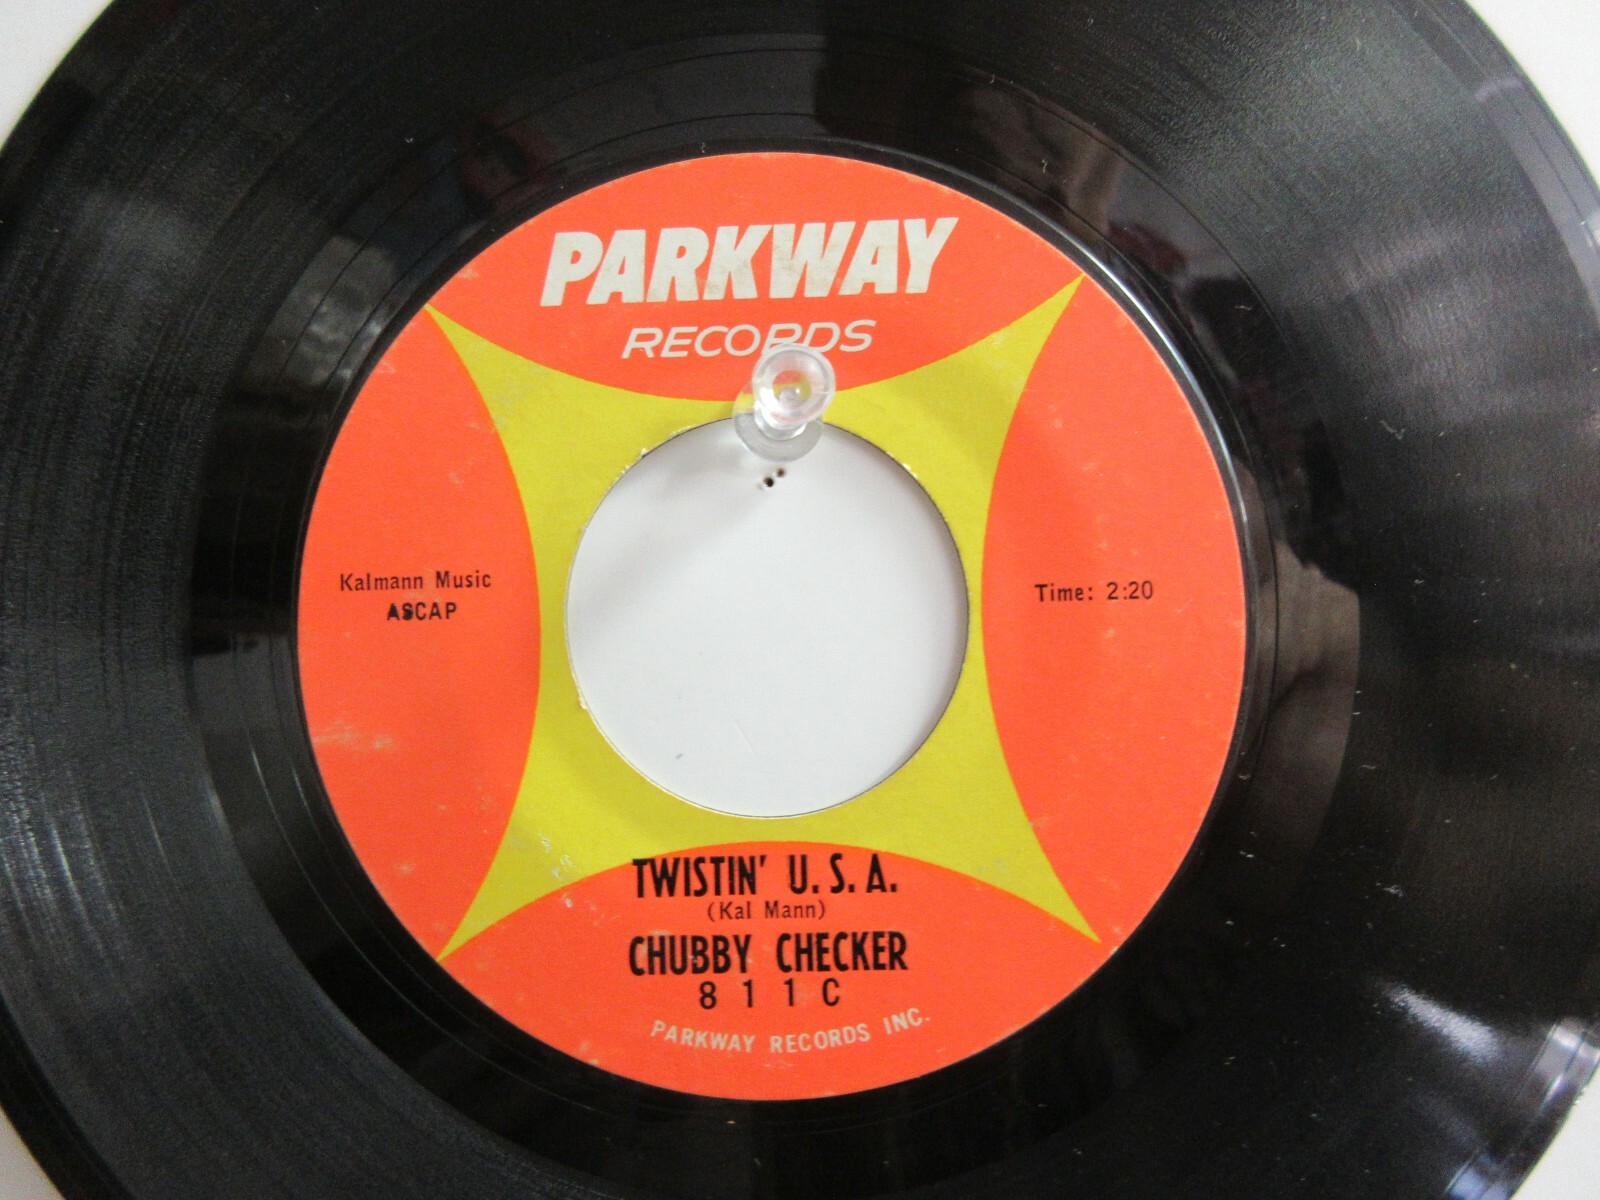 PARKWAY
RECORDS
Kalmann Music
ASCAP
Time: 2:20
TWISTIN' U. S. A.
(Kal Mann)
CHUBBY CHECKER
8 1 1 C
PARKWAY RECORDS INC.